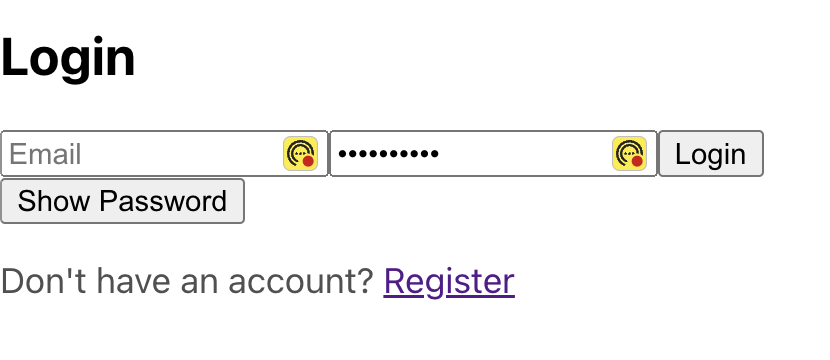 Login
Email •••••••••• Login
Show Password
Don't have an account? Register